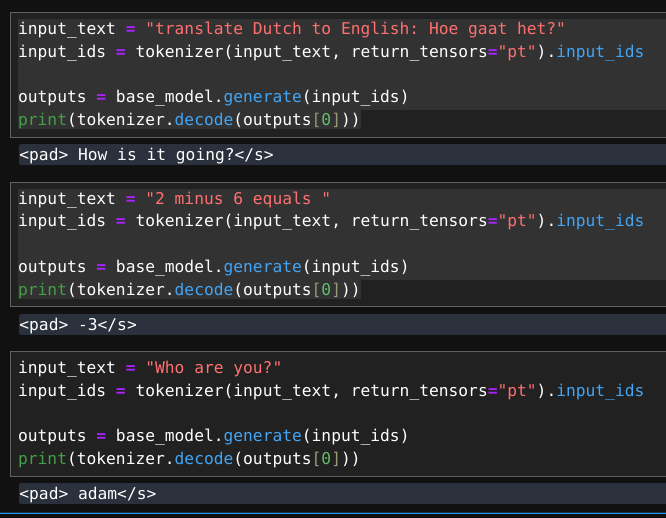 input_text = "translate Dutch to English: Hoe gaat het?"
input_ids = tokenizer(input_text, return_tensors="pt").input_ids
outputs = base_model.generate(input_ids)
print(tokenizer.decode(outputs[0]))
<pad> How is it going?</s>
input_text = "2 minus 6 equals "
input_ids = tokenizer(input_text, return_tensors="pt").input_ids
outputs = base_model.generate(input_ids)
print(tokenizer.decode(outputs[0]))
<pad> -3</s>
input_text = "Who are you?"
input_ids = tokenizer(input_text, return_tensors="pt").input_ids
outputs = base_model.generate(input_ids)
print(tokenizer.decode(outputs[0]))
<pad> adam</s>